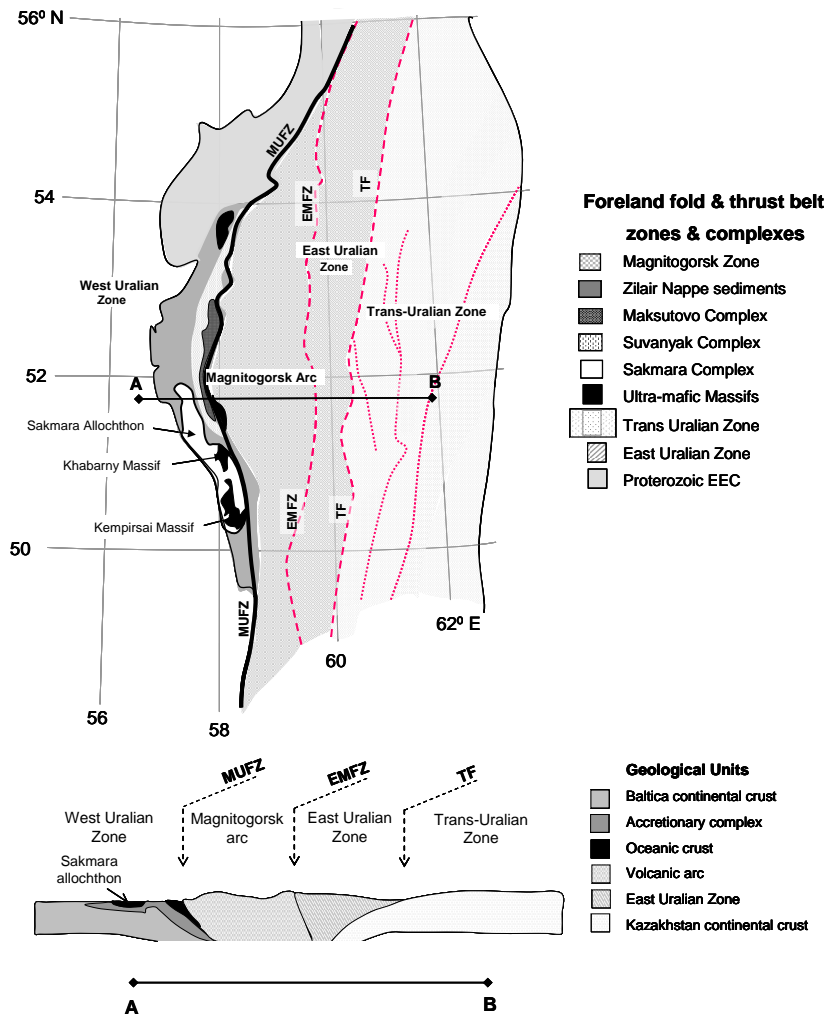 56⁰ N
54
52
50
56
58
60
62⁰ E
MUFZ
EMFZ
TF
East Uralian
Zone
West Uralian
Zone
Trans-Uralian Zone
A
Magnitogorsk Arc
B
Sakmara Allochthon
Khabarny Massif
Kempirsai Massif
EMFZ
TF
MUFZ
Foreland fold & thrust belt
zones & complexes
Magnitogorsk Zone
Zilair Nappe sediments
Maksutovo Complex
Suvanyak Complex
Sakmara Complex
Ultra-mafic Massifs
Trans Uralian Zone
East Uralian Zone
Proterozoic EEC
MUFZ
EMFZ
TF
West Uralian
Zone
Magnitogorsk
arc
East Uralian
Zone
Trans-Uralian
Zone
Sakmara
allochthon
A
B
Geological Units
Baltica continental crust
Accretionary complex
Oceanic crust
Volcanic arc
East Uralian Zone
Kazakhstan continental crust